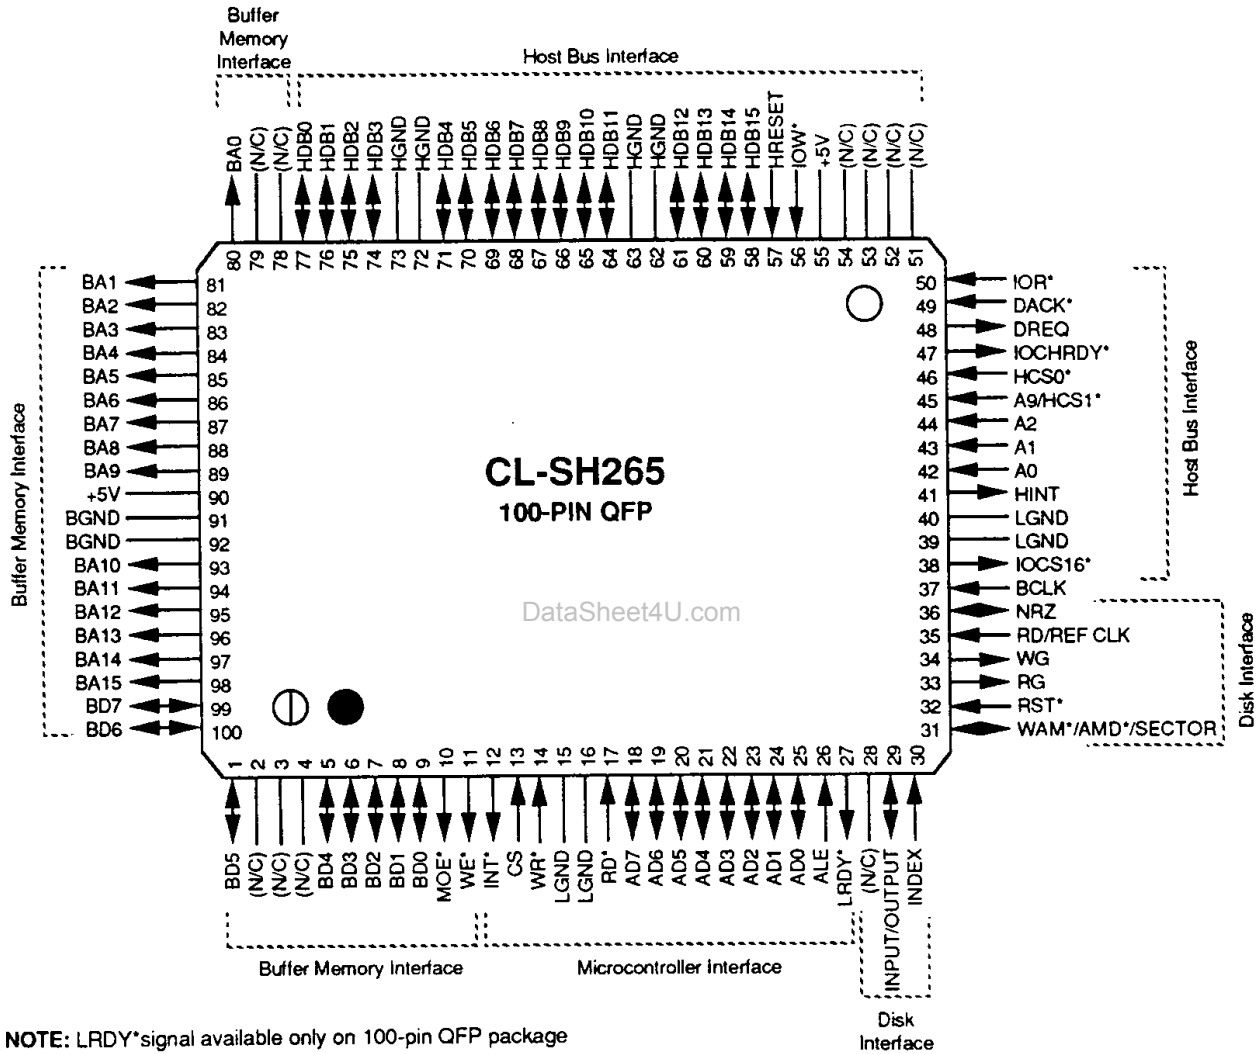 Buffer
Memory
Interface
Host Bus Interface
BA0
(N/C)
(N/C)
HDB0
HDB1
HDB2
HDB3
HGND
HGND
HDB4
HDB5
HDB6
HDB7
HDB8
HDB9
HDB10
HDB11
HGND
HGND
HDB12
HDB13
HDB14
HDB15
HRESET
IOW*
+5V
(N/C)
(N/C)
(N/C)
(N/C)
80 79 78 77 76 75 74 73 72 71 70 69 68 67 66 65 64 63 62 61 60 59 58 57 56 55 54 53 52 51
Buffer Memory Interface
BA1 81
BA2 82
BA3 83
BA4 84
BA5 85
BA6 86
BA7 87
BA8 88
BA9 89
+5V 90
BGND 91
BGND 92
BA10 93
BA11 94
BA12 95
BA13 96
BA14 97
BA15 98
BD7 99
BD6 100
CL-SH265
100-PIN QFP
DataSheet4U.com
50 IOR*
49 DACK*
48 DREQ
47 IOCHRDY*
46 HCS0*
45 A9/HCS1*
44 A2
43 A1
42 A0
41 HINT
40 LGND
39 LGND
38 IOCS16*
37 BCLK
36 NRZ
35 RD/REF CLK
34 WG
33 RG
32 RST*
31 WAM*/AMD*/SECTOR
Host Bus Interface
Disk Interface
1 2 3 4 5 6 7 8 9 10 11 12 13 14 15 16 17 18 19 20 21 22 23 24 25 26 27 28 29 30
BD5
(N/C)
(N/C)
(N/C)
BD4
BD3
BD2
BD1
BD0
MOE*
WE*
INT*
CS
WR*
LGND
LGND
RD*
AD7
AD6
AD5
AD4
AD3
AD2
AD1
AD0
ALE
LRDY*
(N/C)
INPUT/OUTPUT
INDEX
Buffer Memory Interface
Microcontroller Interface
Disk
Interface
NOTE: LRDY*signal available only on 100-pin QFP package